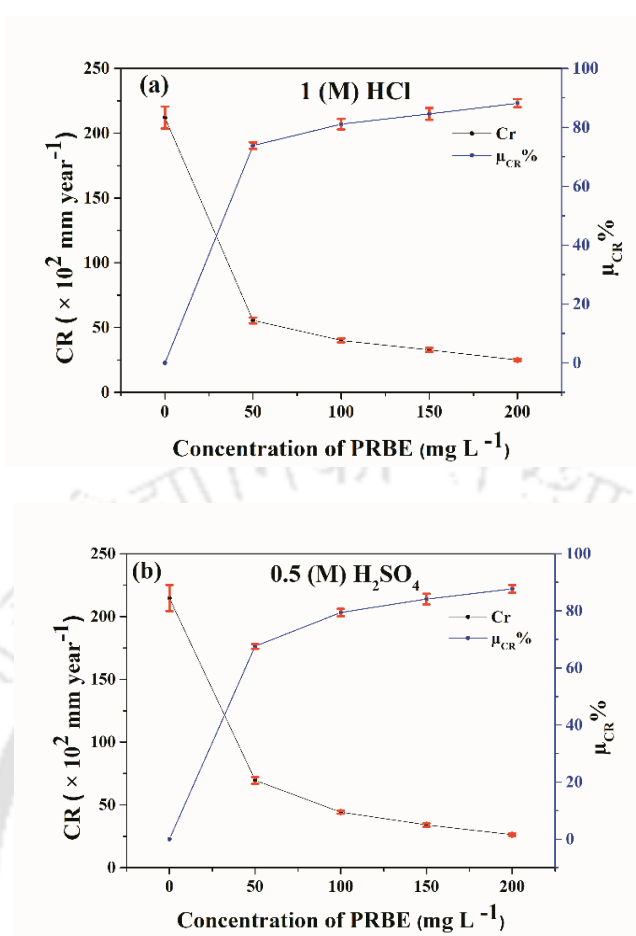 (a) 1 (M) HCl
Cr
μCR%
250
200
150
100
50
0
100
80
60
40
20
0
CR ( × 10² mm year⁻¹)
μCR%
0 50 100 150 200
Concentration of PRBE (mg L ⁻¹)
(b) 0.5 (M) H₂SO₄
Cr
μCR%
250
200
150
100
50
0
100
80
60
40
20
0
CR ( × 10² mm year⁻¹)
μCR%
0 50 100 150 200
Concentration of PRBE (mg L ⁻¹)